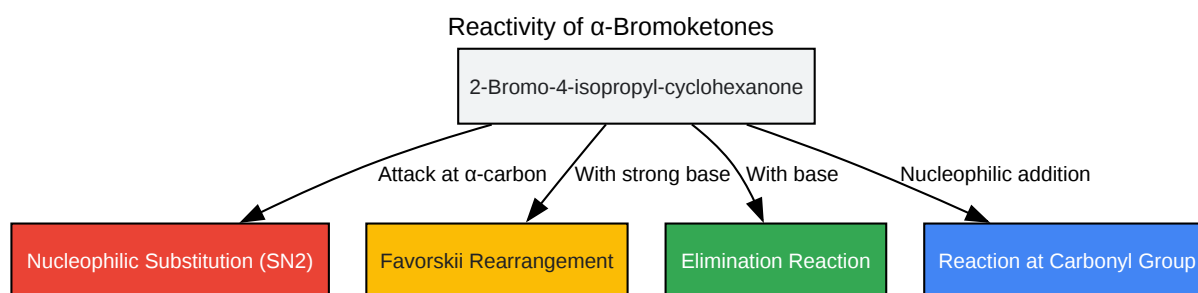 Reactivity of α-Bromoketones
2-Bromo-4-isopropyl-cyclohexanone
Attack at α-carbon
With strong base
With base
Nucleophilic addition
Nucleophilic Substitution (SN2)
Favorskii Rearrangement
Elimination Reaction
Reaction at Carbonyl Group